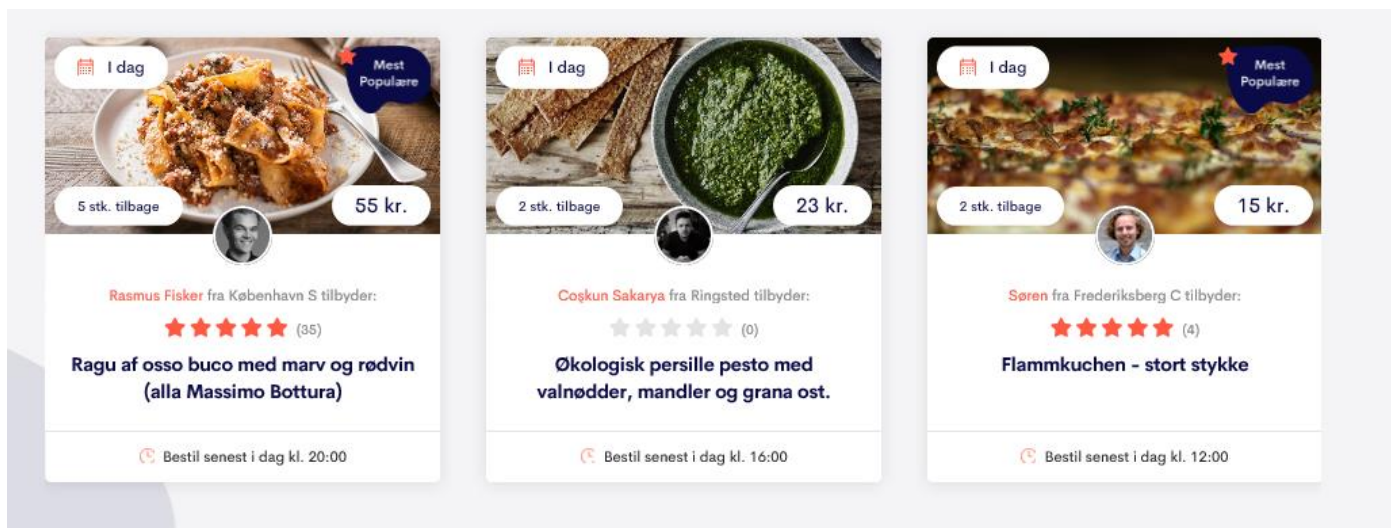 I dag
Mest
Populære
5 stk. tilbage
55 kr.
Rasmus Fisker fra København S tilbyder:
(35)
Ragu af osso buco med marv og rødvin
(alla Massimo Bottura)
Bestil senest i dag kl. 20:00
I dag
2 stk. tilbage
23 kr.
Coşkun Sakarya fra Ringsted tilbyder:
(0)
Økologisk persille pesto med
valnødder, mandler og grana ost.
Bestil senest i dag kl. 16:00
I dag
Mest
Populære
2 stk. tilbage
15 kr.
Søren fra Frederiksberg C tilbyder:
(4)
Flammkuchen - stort stykke
Bestil senest i dag kl. 12:00